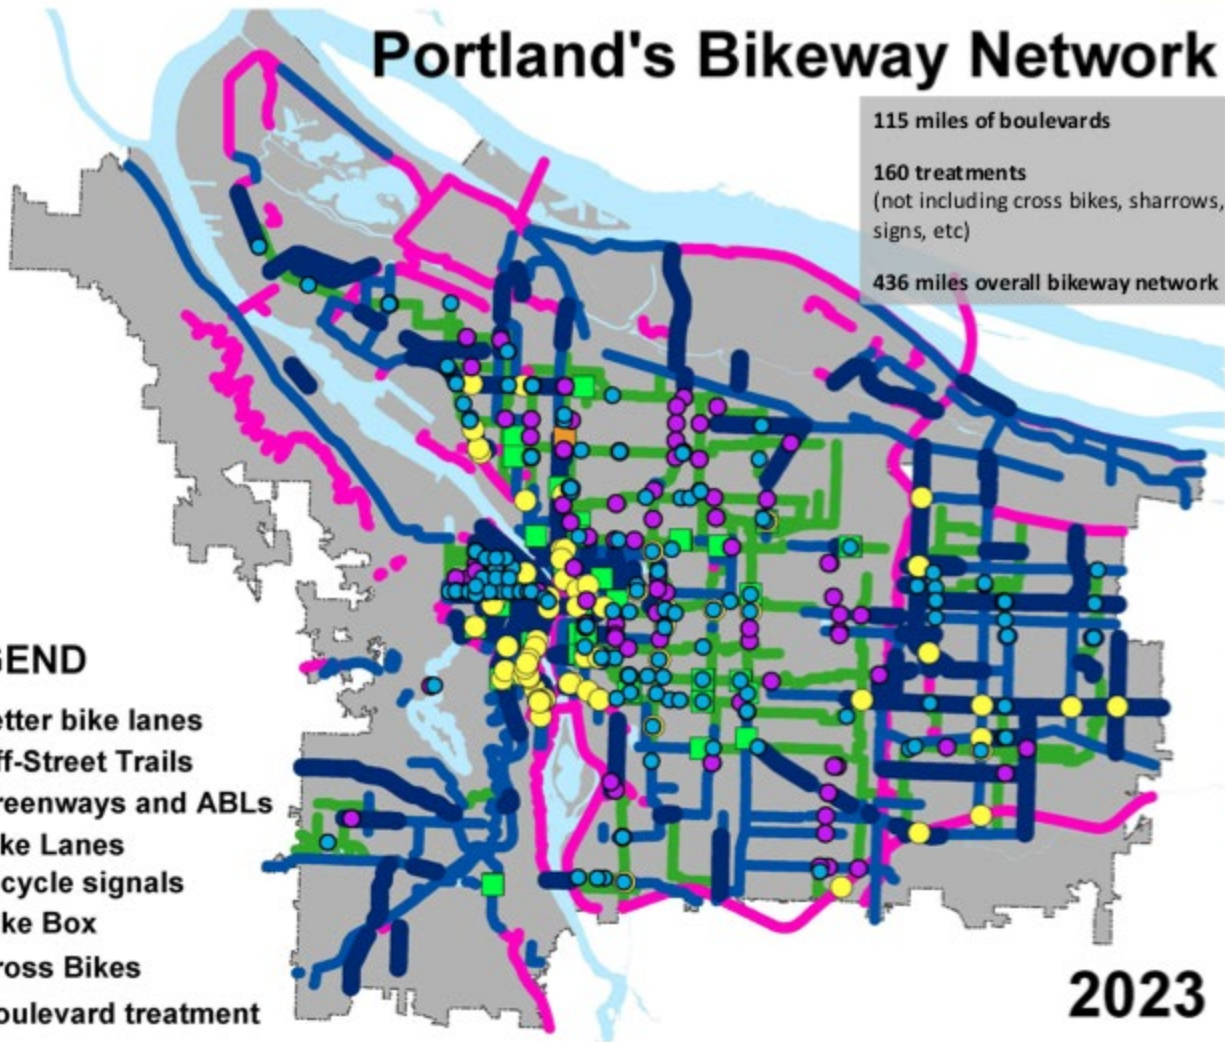 Portland's Bikeway Network
115 miles of boulevards
160 treatments
(not including cross bikes, sharrows,
signs, etc)
436 miles overall bikeway network
GEND
etter bike lanes
ff-Street Trails
reenways and ABLs
ke Lanes
cycle signals
ke Box
ross Bikes
oulevard treatment
2023